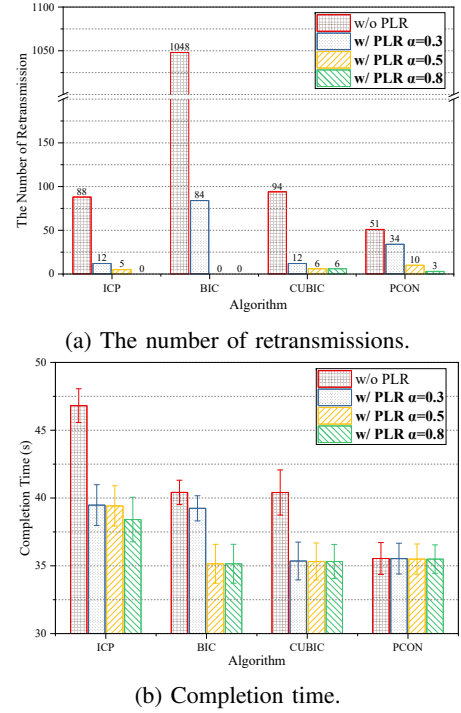 1100
1050
150
100
50
0
The Number of Retransmission
1048
88
12
5
0
84
0
0
94
12
6
6
51
34
10
3
w/o PLR
w/ PLR α=0.3
w/ PLR α=0.5
w/ PLR α=0.8
ICP BIC CUBIC PCON
Algorithm
(a) The number of retransmissions.
50
45
40
35
30
Completion Time (s)
w/o PLR
w/ PLR α=0.3
w/ PLR α=0.5
w/ PLR α=0.8
ICP BIC CUBIC PCON
Algorithm
(b) Completion time.